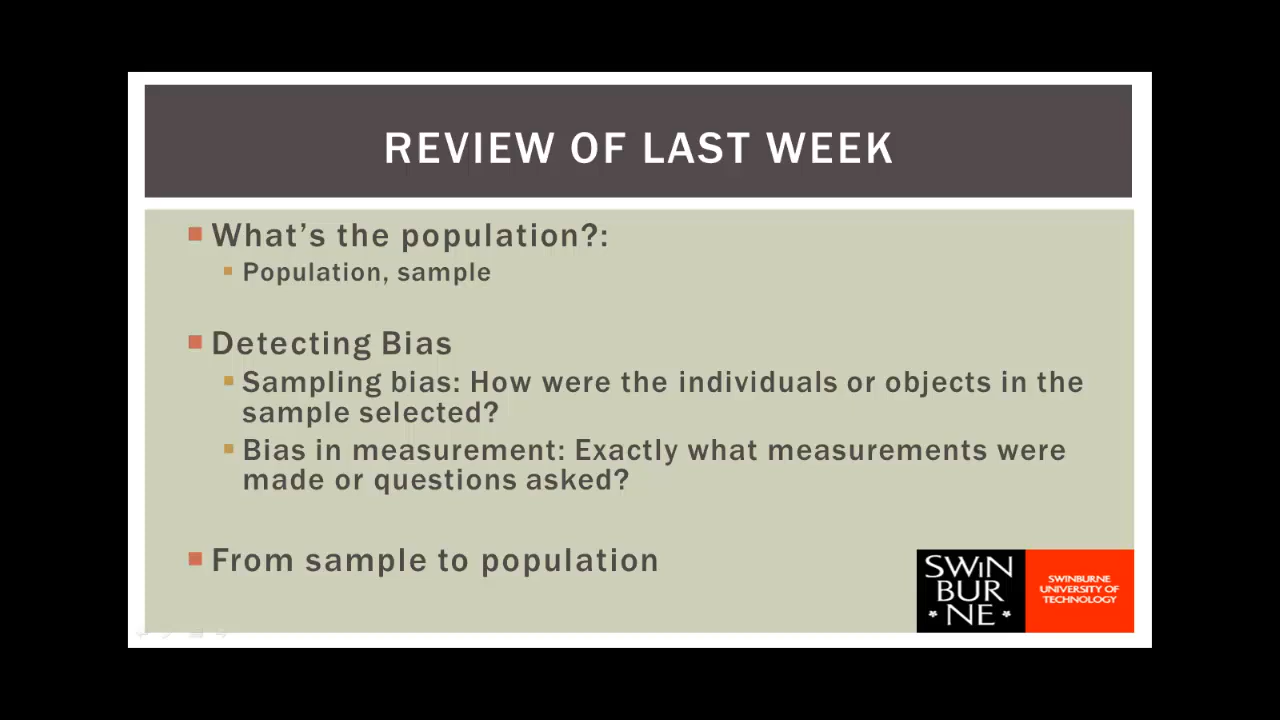 REVIEW OF LAST WEEK
What's the population?:
Population, sample
Detecting Bias
Sampling bias: How were the individuals or objects in the
sample selected?
Bias in measurement: Exactly what measurements were
made or questions asked?
From sample to population
SWiN
BUR
NE
SWINBURNE
UNIVERSITY OF
TECHNOLOGY